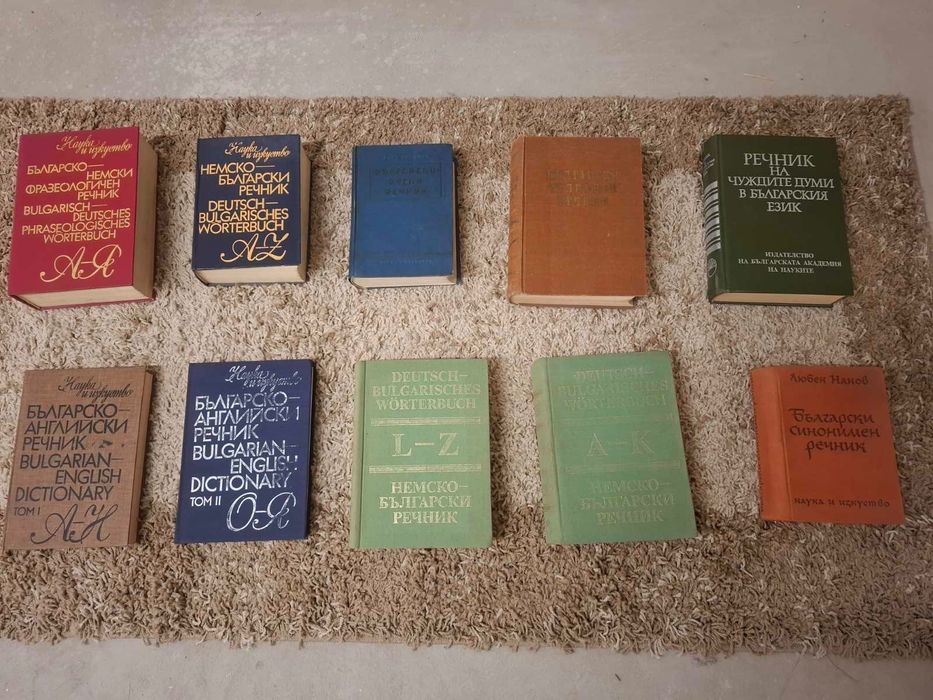 Наука
и изкуство
БЪЛГАРСКО—
НЕМСКИ
ФРАЗЕОЛОГИЧЕН
РЕЧНИК
BULGARISCH—
DEUTSCHES
PHRASEOLOGISCHES
WÖRTERBUCH
А-Я
Наука
и изкуство
НЕМСКО—
БЪЛГАРСКИ
РЕЧНИК
DEUTSCH—
BULGARISCHES
WÖRTERBUCH
A-Z
РЕЧНИК
РЕЧНИК
НА
ЧУЖДИТЕ ДУМИ
В БЪЛГАРСКИЯ
ЕЗИК
ИЗДАТЕЛСТВО
НА БЪЛГАРСКАТА АКАДЕМИЯ
НА НАУКИТЕ
Наука
и изкуство
БЪЛГАРСКО—
АНГЛИЙСКИ
РЕЧНИК
BULGARIAN—
ENGLISH
DICTIONARY
ТОМ I
А-Н
Наука
и изкуство
БЪЛГАРСКО—
АНГЛИЙСКИ
РЕЧНИК
BULGARIAN—
ENGLISH
DICTIONARY
ТОМ II
О-Я
DEUTSCH—
BULGARISCHES
WÖRTERBUCH
L—Z
НЕМСКО—
БЪЛГАРСКИ
РЕЧНИК
DEUTSCH—
BULGARISCHES
WÖRTERBUCH
A—K
НЕМСКО—
БЪЛГАРСКИ
РЕЧНИК
Любен Нанов
Български
синонимен
речник
наука и изкуство